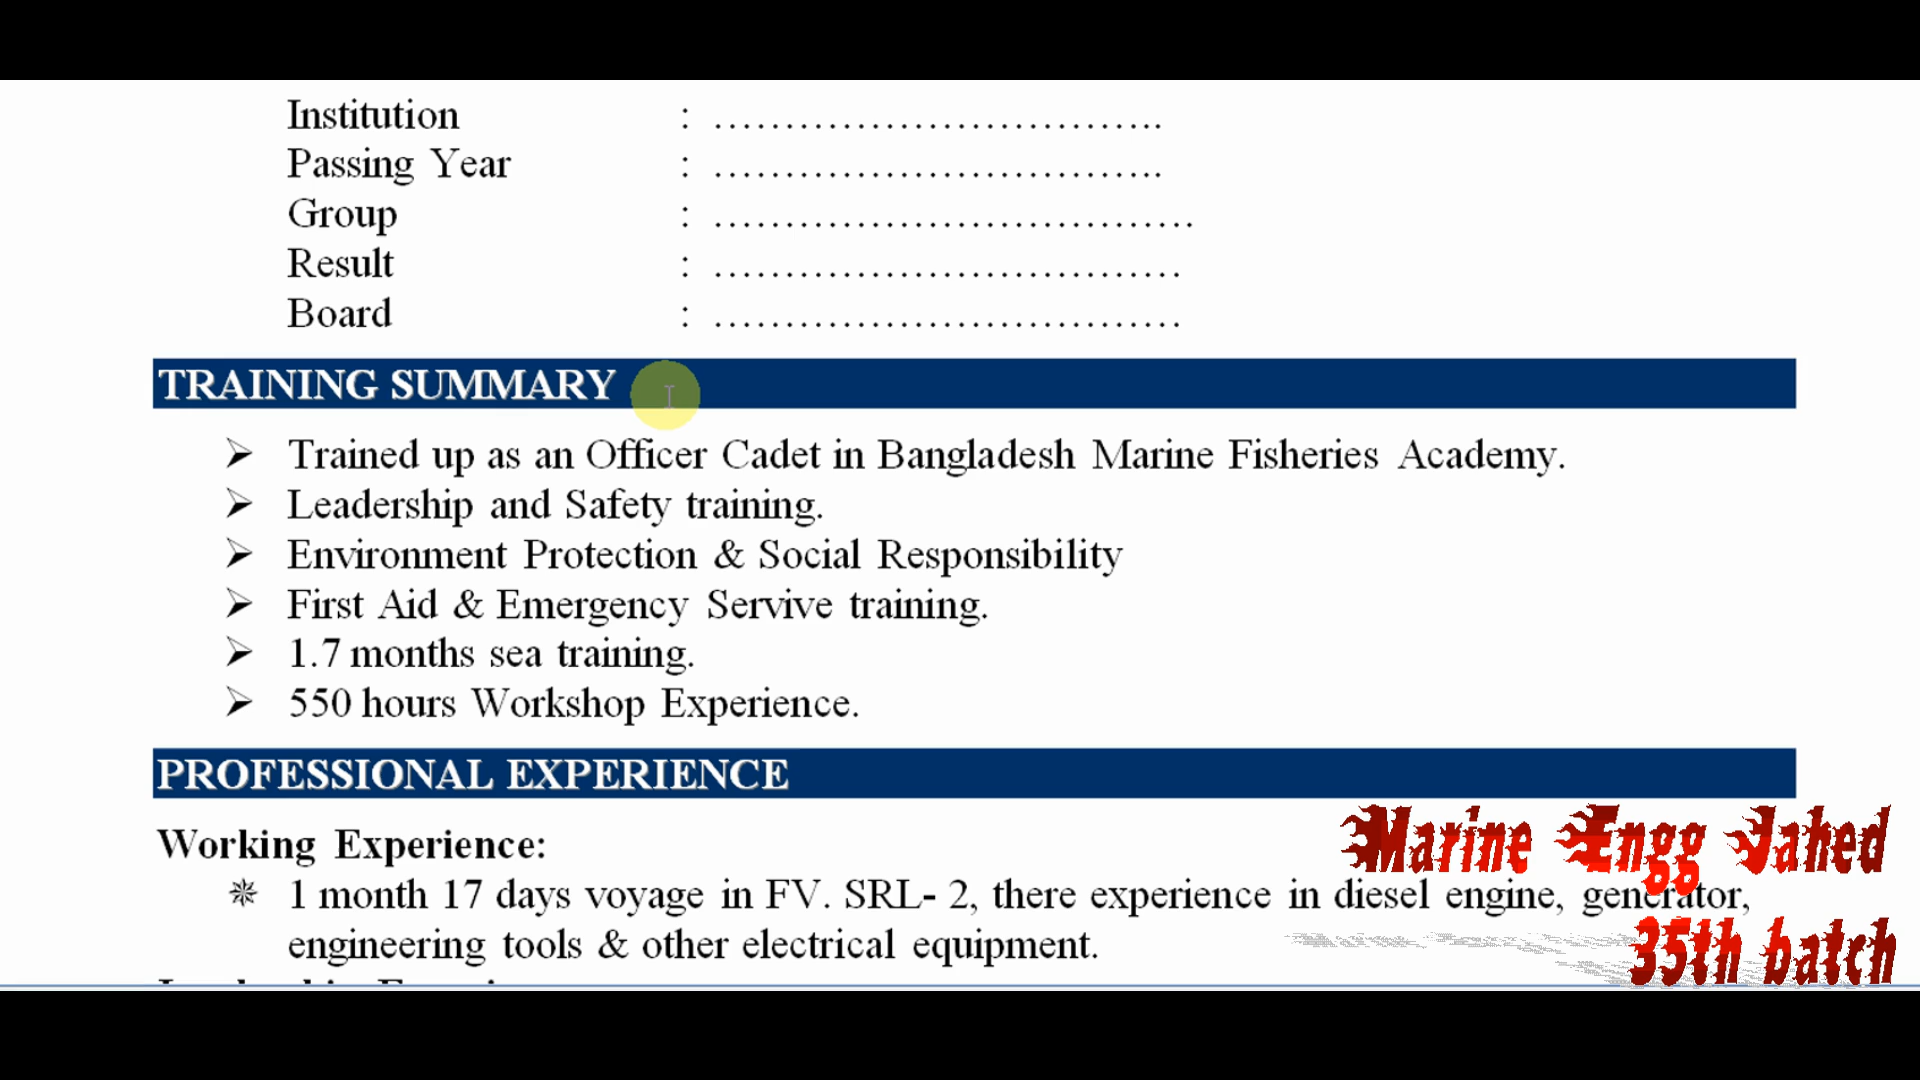 Institution : …………………………..
Passing Year : …………………………..
Group : …………………………….
Result : ……………………………
Board : ……………………………
TRAINING SUMMARY
➢ Trained up as an Officer Cadet in Bangladesh Marine Fisheries Academy.
➢ Leadership and Safety training.
➢ Environment Protection & Social Responsibility
➢ First Aid & Emergency Servive training.
➢ 1.7 months sea training.
➢ 550 hours Workshop Experience.
PROFESSIONAL EXPERIENCE
Working Experience:
Marine Engg Jahed
✵ 1 month 17 days voyage in FV. SRL- 2, there experience in diesel engine, generator,
engineering tools & other electrical equipment.
35th batch